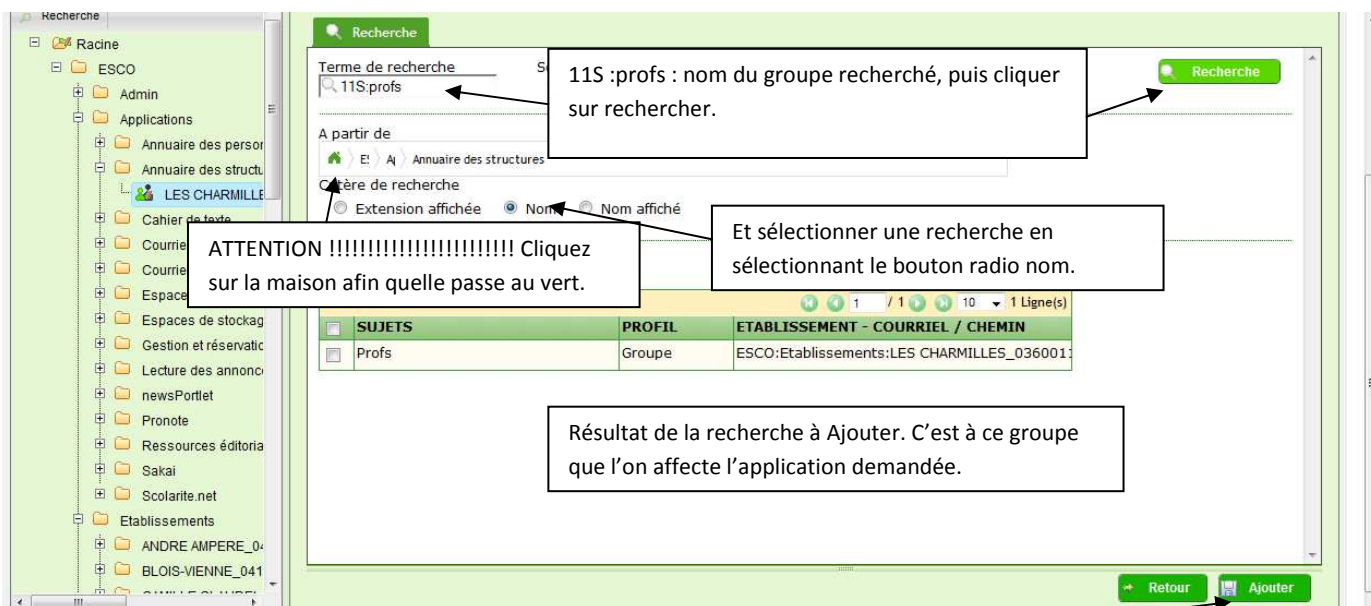 Recherche
Racine
ESCO
Admin
Applications
Annuaire des person
Annuaire des structu
LES CHARMILLE
Cahier de texte
Courrie
Courrie
Espace
Espaces de stockag
Gestion et réservatic
Lecture des annonc
newsPortlet
Pronote
Ressources éditoria
Sakai
Scolarite.net
Etablissements
ANDRE AMPERE_04
BLOIS-VIENNE_041
Recherche
Terme de recherche
11S:profs
11S :profs : nom du groupe recherché, puis cliquer
sur rechercher.
Recherche
A partir de
Annuaire des structures
tère de recherche
Extension affichée Nom Nom affiché
ATTENTION !!!!!!!!!!!!!!!!!!!!!!!! Cliquez
sur la maison afin quelle passe au vert.
Et sélectionner une recherche en
sélectionnant le bouton radio nom.
1 / 1 10 1 Ligne(s)
SUJETS PROFIL ETABLISSEMENT - COURRIEL / CHEMIN
Profs Groupe ESCO:Etablissements:LES CHARMILLES_036001
Résultat de la recherche à Ajouter. C'est à ce groupe
que l'on affecte l'application demandée.
Retour Ajouter